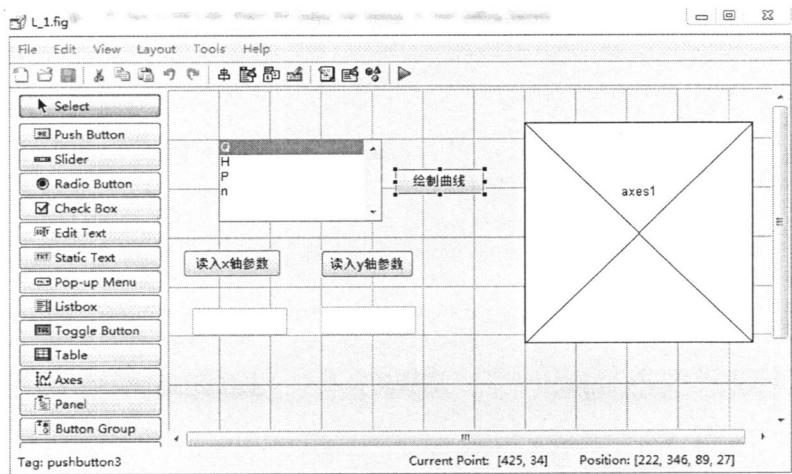 L_1.fig
File Edit View Layout Tools Help
Select
Push Button
Slider
Radio Button
Check Box
Edit Text
Static Text
Pop-up Menu
Listbox
Toggle Button
Table
Axes
Panel
Button Group
H
P
n
绘制曲线
axes1
读入x轴参数 读入y轴参数
Tag: pushbutton3 Current Point: [425, 34] Position: [222, 346, 89, 27]